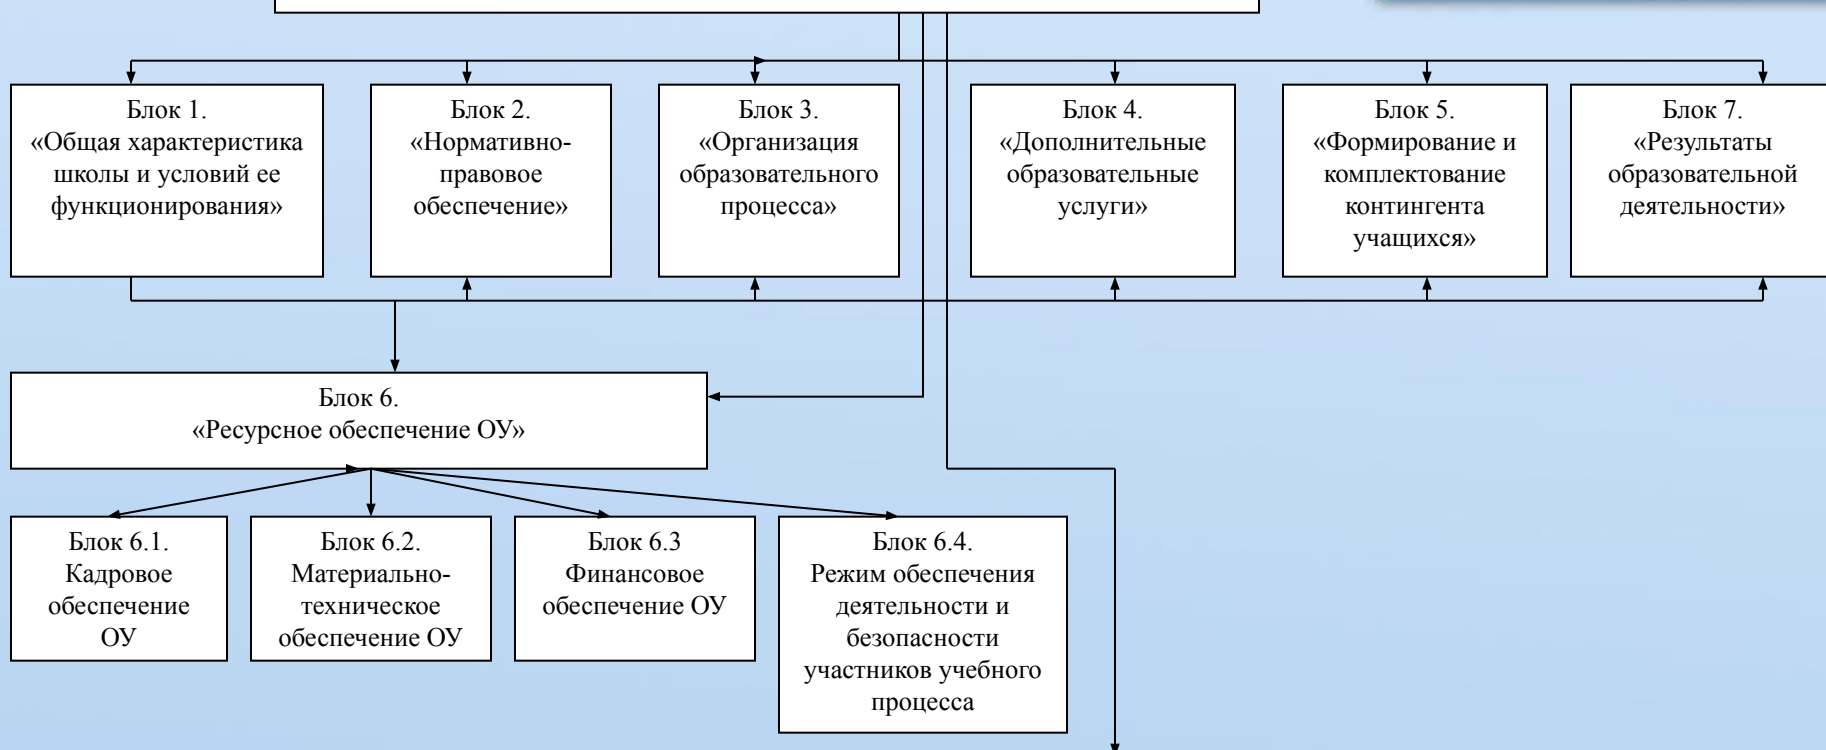 Блок 1.
«Общая характеристика
школы и условий ее
функционирования»
Блок 2.
«Нормативно-
правовое
обеспечение»
Блок 3.
«Организация
образовательного
процесса»
Блок 4.
«Дополнительные
образовательные
услуги»
Блок 5.
«Формирование и
комплектование
контингента
учащихся»
Блок 7.
«Результаты
образовательной
деятельности»
Блок 6.
«Ресурсное обеспечение ОУ»
Блок 6.1.
Кадровое
обеспечение
ОУ
Блок 6.2.
Материально-
техническое
обеспечение ОУ
Блок 6.3
Финансовое
обеспечение ОУ
Блок 6.4.
Режим обеспечения
деятельности и
безопасности
участников учебного
процесса